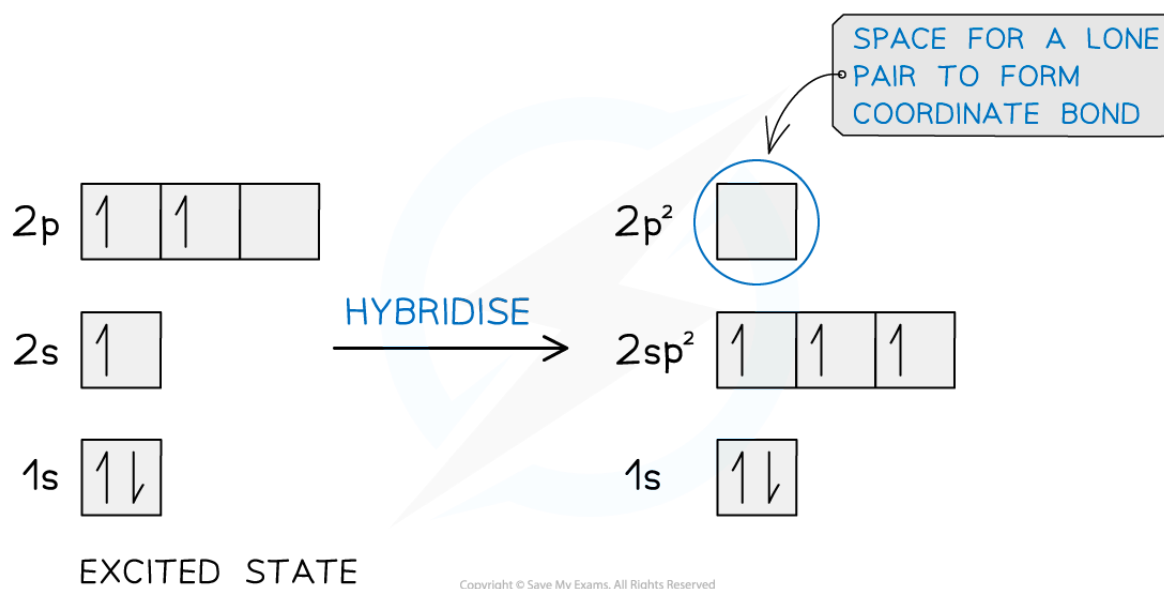 SPACE FOR A LONE
PAIR TO FORM
COORDINATE BOND
2p
2p²
HYBRIDISE
2s
2sp²
1s
1s
EXCITED STATE
Copyright © Save My Exams. All Rights Reserved